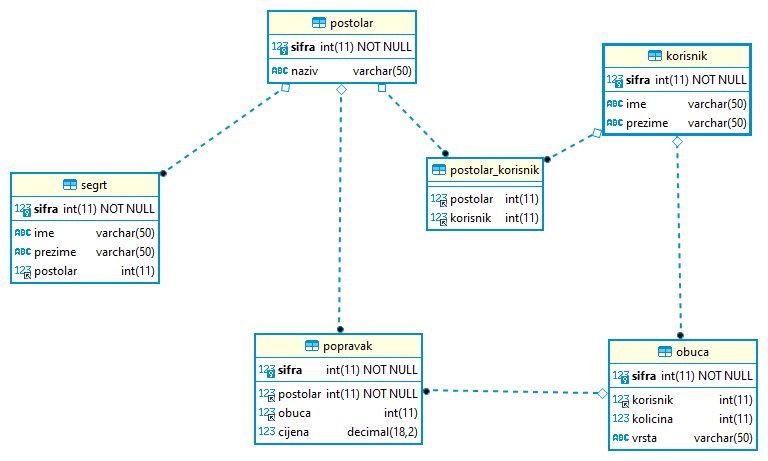 postolar
123 sifra int(11) NOT NULL
ABC naziv varchar(50)
korisnik
123 sifra int(11) NOT NULL
ABC ime varchar(50)
ABC prezime varchar(50)
postolar_korisnik
123 postolar int(11)
123 korisnik int(11)
segrt
123 sifra int(11) NOT NULL
ABC ime varchar(50)
ABC prezime varchar(50)
123 postolar int(11)
popravak
123 sifra int(11) NOT NULL
123 postolar int(11) NOT NULL
123 obuca int(11)
123 cijena decimal(18,2)
obuca
123 sifra int(11) NOT NULL
123 korisnik int(11)
123 kolicina int(11)
ABC vrsta varchar(50)